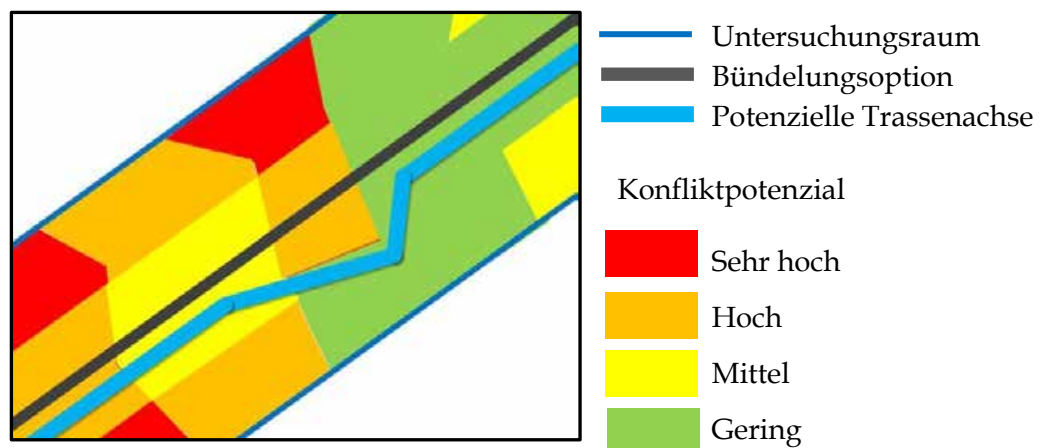 Untersuchungsraum
Bündelungsoption
Potenzielle Trassenachse
Konfliktpotenzial
Sehr hoch
Hoch
Mittel
Gering